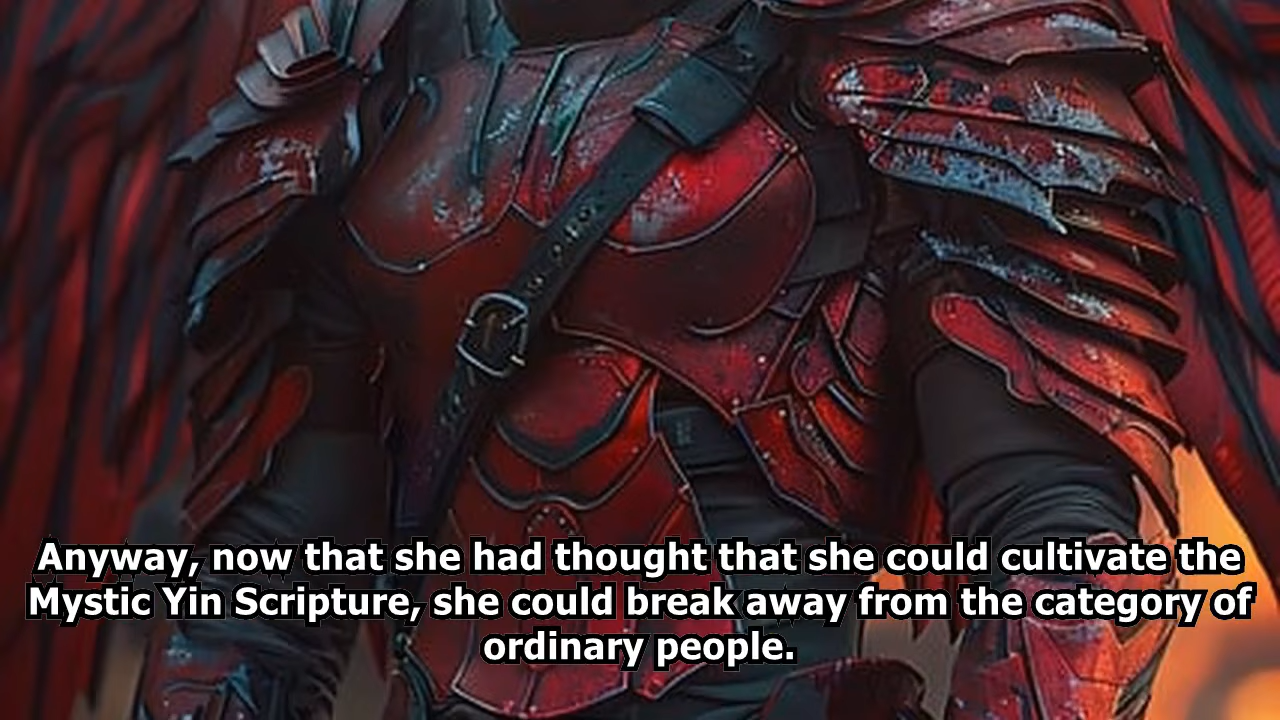 Anyway, now that she had thought that she could cultivate the
Mystic Yin Scripture, she could break away from the category of
ordinary people.